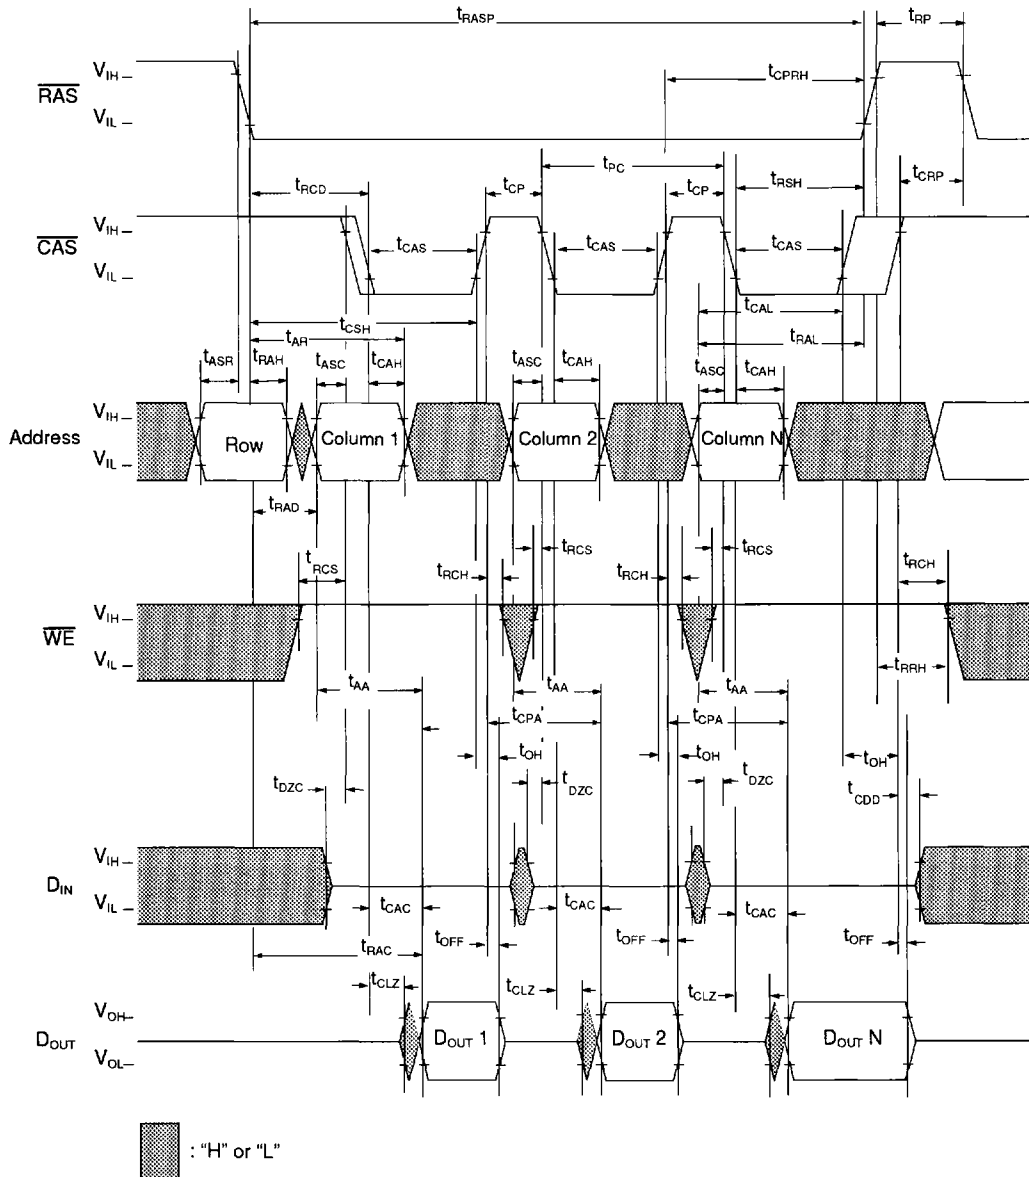 tRASP tRP
VIH
tCPRH
RAS
VIL
tPC
tRCD tCP tCP tRSH tCRP
VIH
CAS tCAS tCAS tCAS
VIL
tCSH tCAL
tAR tRAL
tASR tRAH tASC tCAH tASC tCAH tASC tCAH
VIH
Address Row Column 1 Column 2 Column N
VIL
tRAD
tRCS tRCH tRCS tRCH tRCS tRCH
VIH
WE
VIL
tRRH
tAA tAA tAA
tCPA tCPA
tOH tOH tOH
tDZC tDZC tDZC tCDD
VIH
DIN
VIL
tCAC tCAC tCAC
tRAC tOFF tOFF tOFF
tCLZ tCLZ tCLZ
VOH
DOUT DOUT 1 DOUT 2 DOUT N
VOL
: "H" or "L"